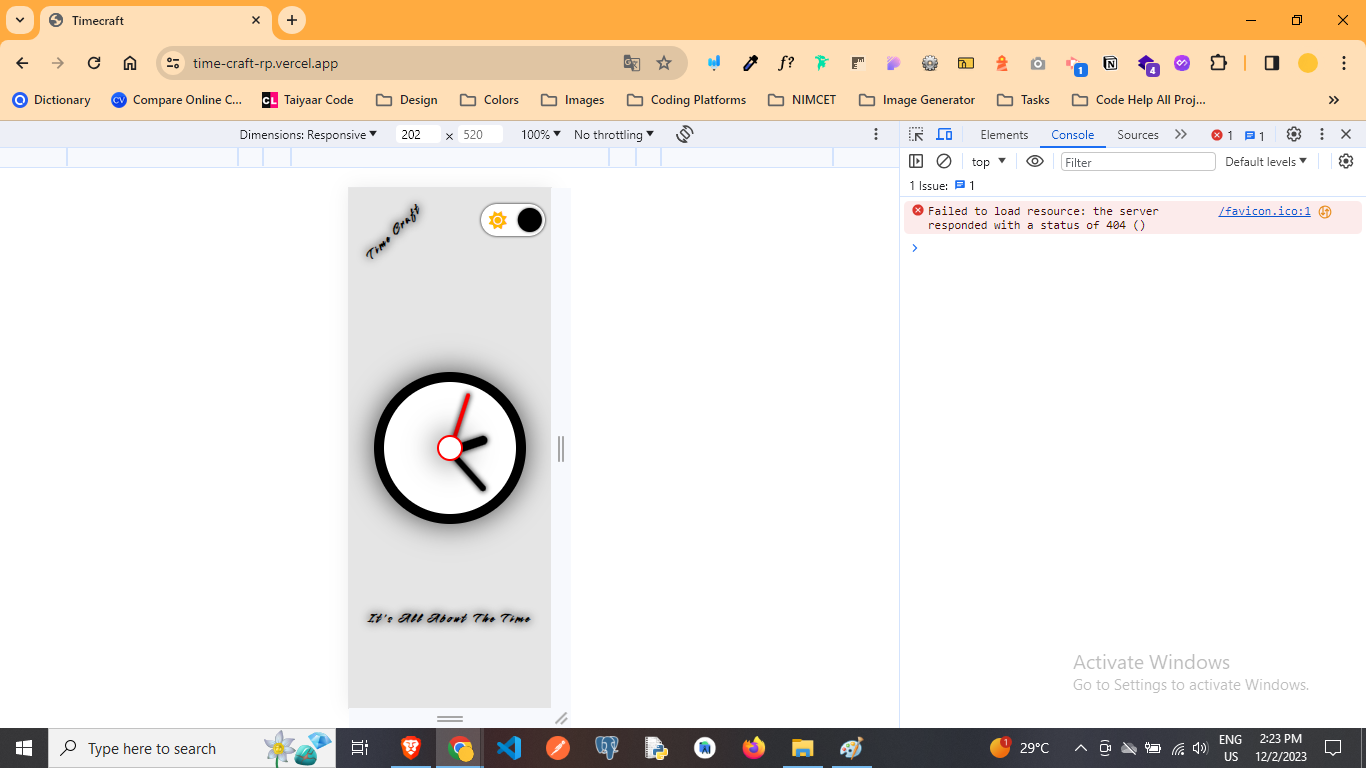 Timecraft
time-craft-rp.vercel.app
Dictionary
CV Compare Online C...
CL Taiyaar Code
Design
Colors
Images
Coding Platforms
NIMCET
Image Generator
Tasks
Code Help All Proj...
Dimensions: Responsive
202 x 520
100%
No throttling
Elements
Console
Sources
1
1
top
Filter
Default levels
1 Issue: 1
Failed to load resource: the server /favicon.ico:1
responded with a status of 404 ()
Time Craft
It's All About The Time
Activate Windows
Go to Settings to activate Windows.
Type here to search
29°C
ENG
US
2:23 PM
12/2/2023